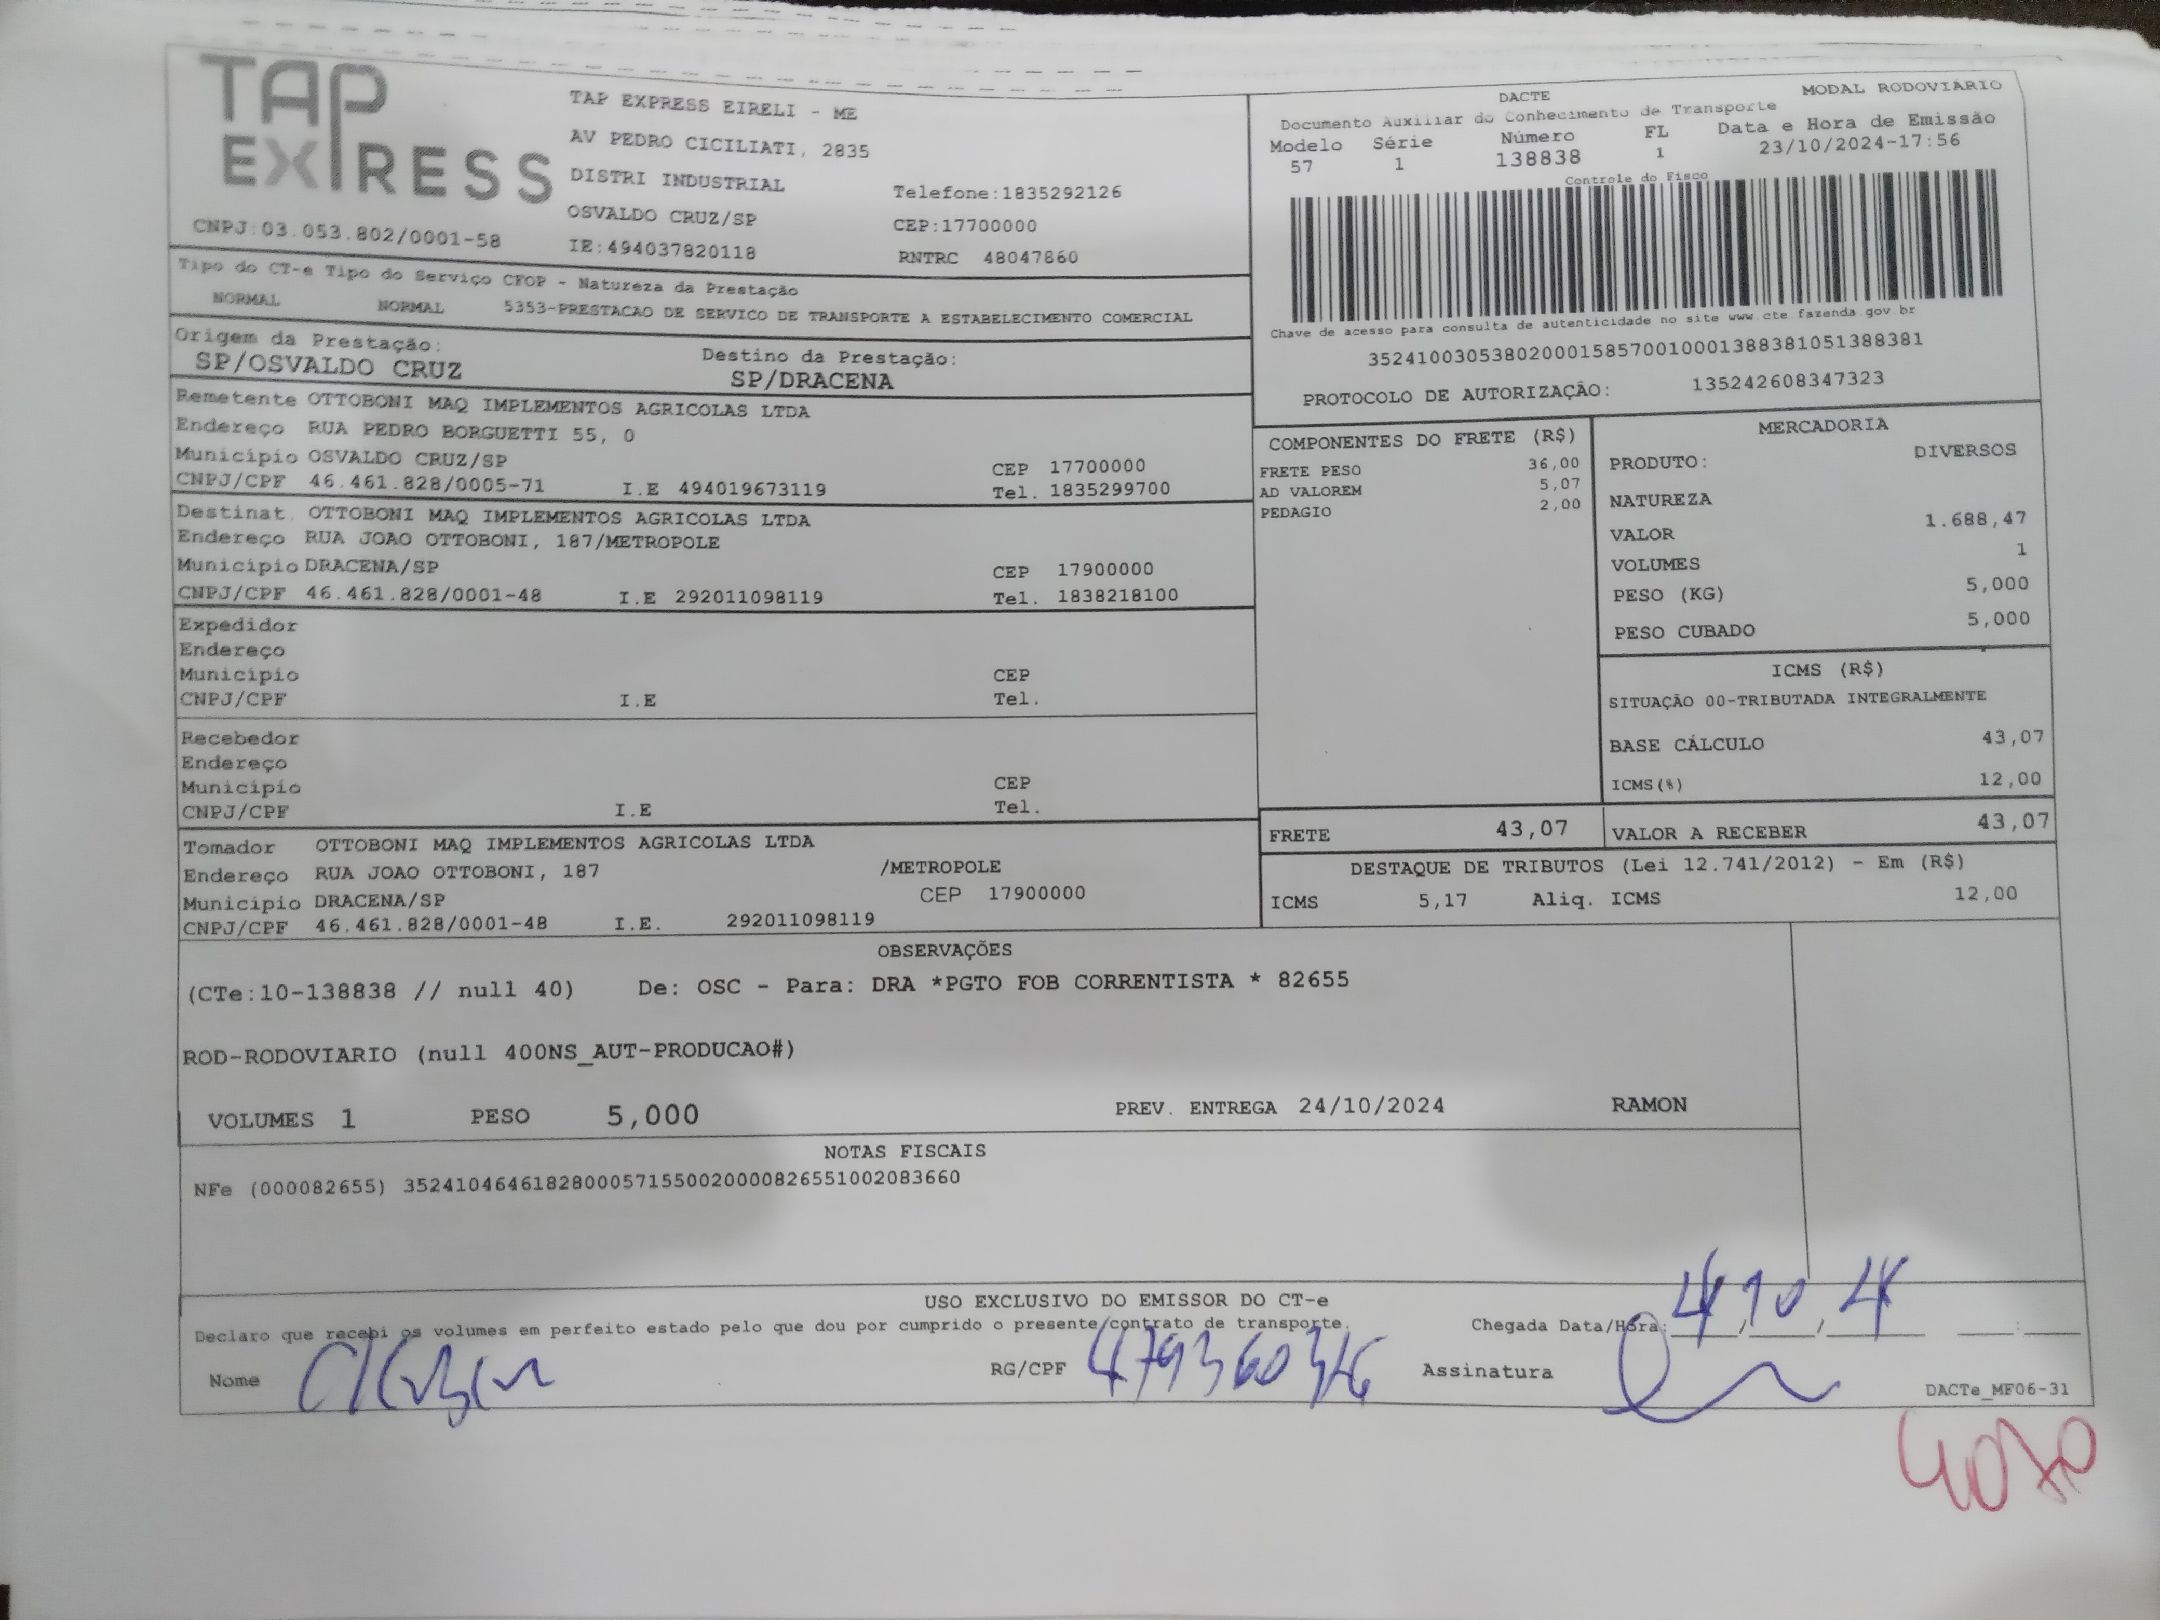 TAP
EXPRESS
CNPJ:03.053.802/0001-58
TAP EXPRESS EIRELI - ME
AV PEDRO CICILIATI, 2835
DISTRI INDUSTRIAL
Telefone:1835292126
OSVALDO CRUZ/SP
CEP:17700000
IE:494037820118
RNTRC 48047860
DACTE
MODAL RODOVIÁRIO
Documento Auxiliar do Conhecimento de Transporte
Modelo Série Número FL Data e Hora de Emissão
57 1 138838 1 23/10/2024-17:56
Controle do Fisco
Chave de acesso para consulta de autenticidade no site www.cte.fazenda.gov.br
35241003053802000158570010001388381051388381
PROTOCOLO DE AUTORIZAÇÃO: 135242608347323
Tipo do CT-e Tipo do Serviço CFOP - Natureza da Prestação
NORMAL NORMAL 5353-PRESTACAO DE SERVICO DE TRANSPORTE A ESTABELECIMENTO COMERCIAL
Origem da Prestação: Destino da Prestação:
SP/OSVALDO CRUZ SP/DRACENA
Remetente OTTOBONI MAQ IMPLEMENTOS AGRICOLAS LTDA
Endereço RUA PEDRO BORGUETTI 55, 0
Município OSVALDO CRUZ/SP CEP 17700000
CNPJ/CPF 46.461.828/0005-71 I.E 494019673119 Tel. 1835299700
Destinat. OTTOBONI MAQ IMPLEMENTOS AGRICOLAS LTDA
Endereço RUA JOAO OTTOBONI, 187/METROPOLE
Município DRACENA/SP CEP 17900000
CNPJ/CPF 46.461.828/0001-48 I.E 292011098119 Tel. 1838218100
Expedidor
Endereço
Município CEP
CNPJ/CPF I.E Tel.
Recebedor
Endereço
Município CEP
CNPJ/CPF I.E Tel.
Tomador OTTOBONI MAQ IMPLEMENTOS AGRICOLAS LTDA
Endereço RUA JOAO OTTOBONI, 187 /METROPOLE
Município DRACENA/SP CEP 17900000
CNPJ/CPF 46.461.828/0001-48 I.E. 292011098119
COMPONENTES DO FRETE (R$)
FRETE PESO 36,00
AD VALOREM 5,07
PEDAGIO 2,00
MERCADORIA
PRODUTO: DIVERSOS
NATUREZA
VALOR 1.688,47
VOLUMES 1
PESO (KG) 5,000
PESO CUBADO 5,000
ICMS (R$)
SITUAÇÃO 00-TRIBUTADA INTEGRALMENTE
BASE CÁLCULO 43,07
ICMS(%) 12,00
FRETE 43,07 VALOR A RECEBER 43,07
DESTAQUE DE TRIBUTOS (Lei 12.741/2012) - Em (R$)
ICMS 5,17 Aliq. ICMS 12,00
OBSERVAÇÕES
(CTe:10-138838 // null 40) De: OSC - Para: DRA *PGTO FOB CORRENTISTA * 82655
ROD-RODOVIARIO (null 400NS_AUT-PRODUCAO#)
VOLUMES 1 PESO 5,000 PREV. ENTREGA 24/10/2024 RAMON
NOTAS FISCAIS
NFe (000082655) 35241046461828000571550020000826551002083660
USO EXCLUSIVO DO EMISSOR DO CT-e
Declaro que recebi os volumes em perfeito estado pelo que dou por cumprido o presente contrato de transporte. Chegada Data/Hora:
Nome RG/CPF Assinatura
DACTe_MF06-31